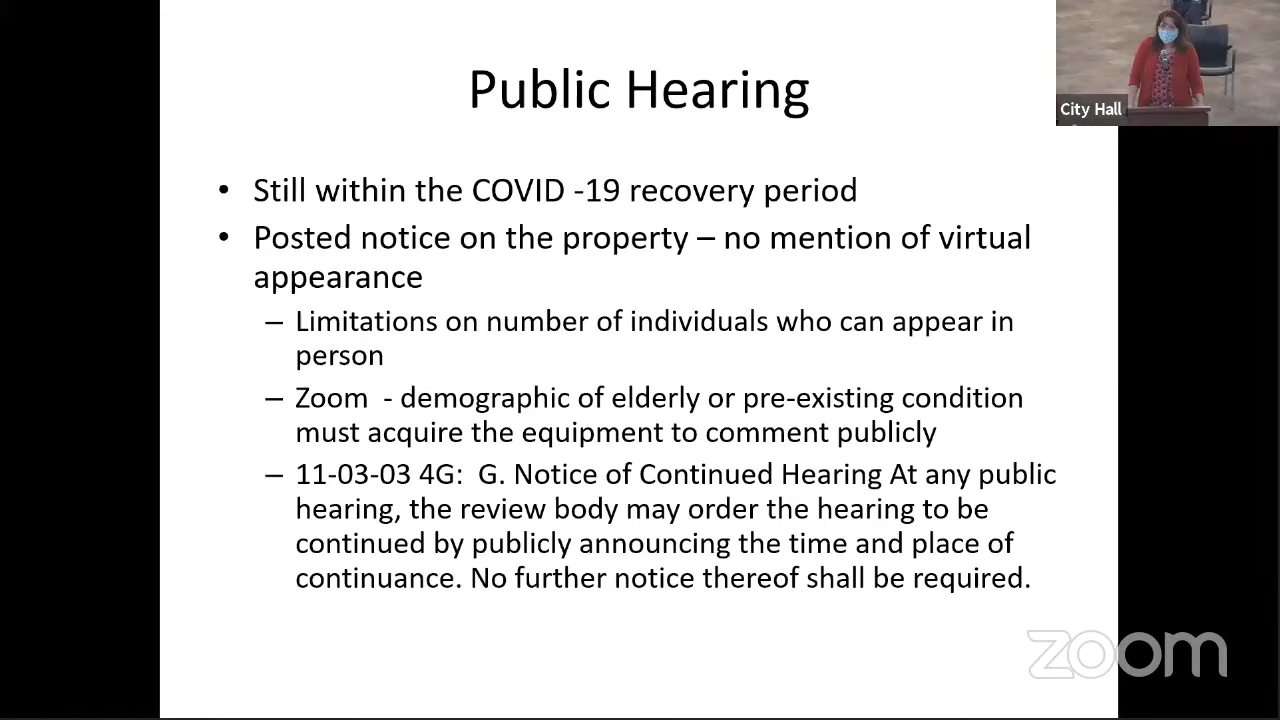 Public Hearing
City Hall
• Still within the COVID -19 recovery period
• Posted notice on the property – no mention of virtual
appearance
– Limitations on number of individuals who can appear in
person
– Zoom - demographic of elderly or pre-existing condition
must acquire the equipment to comment publicly
– 11-03-03 4G: G. Notice of Continued Hearing At any public
hearing, the review body may order the hearing to be
continued by publicly announcing the time and place of
continuance. No further notice thereof shall be required.
zoom